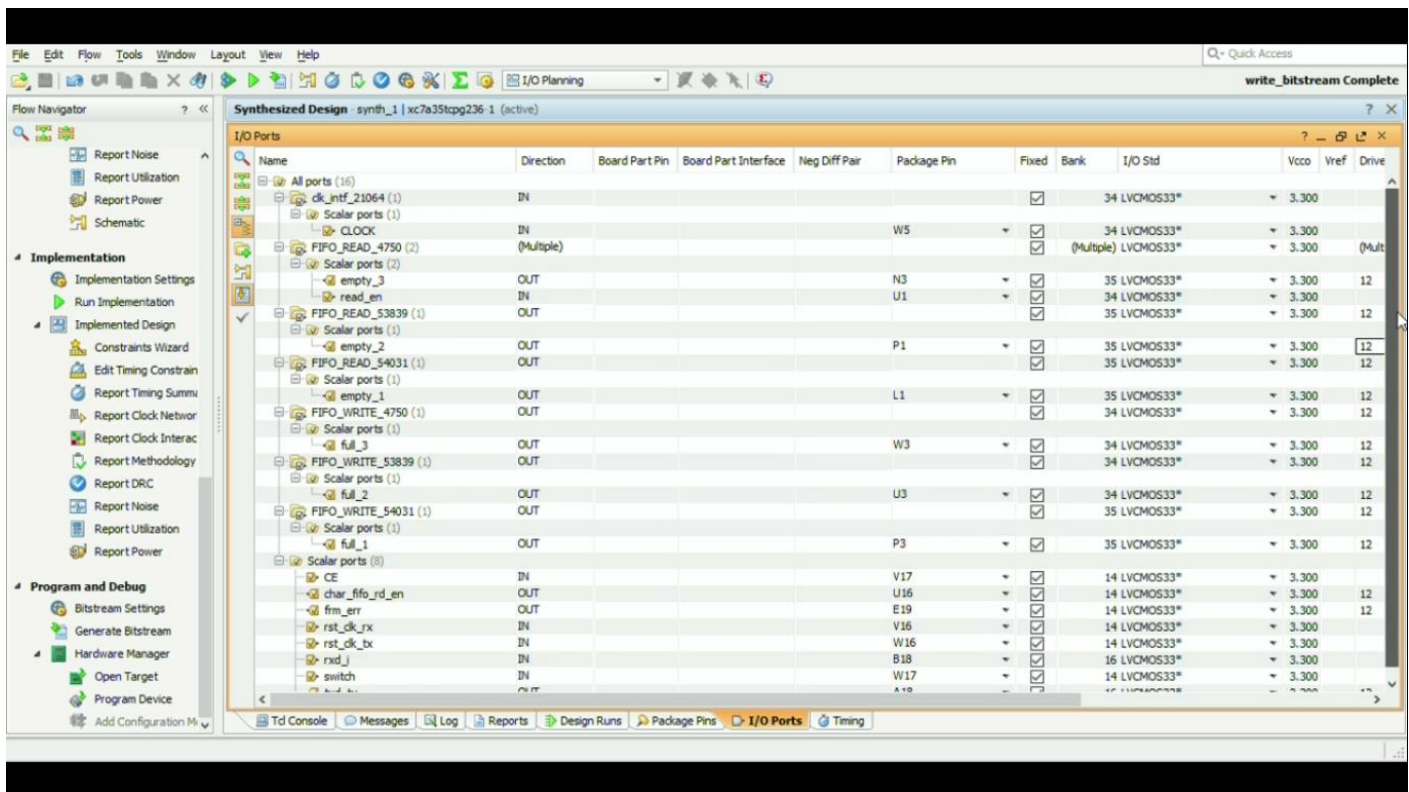 File Edit Flow Tools Window Layout View Help
Quick Access
I/O Planning
write_bitstream Complete
Flow Navigator ? «
Synthesized Design - synth_1 | xc7a35tcpg236-1 (active) ? ×
I/O Ports ?
Report Noise
Report Utilization
Report Power
Schematic
Implementation
Implementation Settings
Run Implementation
Implemented Design
Constraints Wizard
Edit Timing Constrain
Report Timing Summa
Report Clock Networ
Report Clock Interac
Report Methodology
Report DRC
Report Noise
Report Utilization
Report Power
Program and Debug
Bitstream Settings
Generate Bitstream
Hardware Manager
Open Target
Program Device
Add Configuration M
Name Direction Board Part Pin Board Part Interface Neg Diff Pair Package Pin Fixed Bank I/O Std Vcco Vref Drive
All ports (16)
clk_intf_21064 (1) IN 34 LVCMOS33* 3.300
Scalar ports (1)
CLOCK IN W5 34 LVCMOS33* 3.300
FIFO_READ_4750 (2) (Multiple) (Multiple) LVCMOS33* 3.300 (Mult
Scalar ports (2)
empty_3 OUT N3 35 LVCMOS33* 3.300 12
read_en IN U1 34 LVCMOS33* 3.300
FIFO_READ_53839 (1) OUT 35 LVCMOS33* 3.300 12
Scalar ports (1)
empty_2 OUT P1 35 LVCMOS33* 3.300 12
FIFO_READ_54031 (1) OUT 35 LVCMOS33* 3.300 12
Scalar ports (1)
empty_1 OUT L1 35 LVCMOS33* 3.300 12
FIFO_WRITE_4750 (1) OUT 34 LVCMOS33* 3.300 12
Scalar ports (1)
full_3 OUT W3 34 LVCMOS33* 3.300 12
FIFO_WRITE_53839 (1) OUT 34 LVCMOS33* 3.300 12
Scalar ports (1)
full_2 OUT U3 34 LVCMOS33* 3.300 12
FIFO_WRITE_54031 (1) OUT 35 LVCMOS33* 3.300 12
Scalar ports (1)
full_1 OUT P3 35 LVCMOS33* 3.300 12
Scalar ports (8)
CE IN V17 14 LVCMOS33* 3.300
char_fifo_rd_en OUT U16 14 LVCMOS33* 3.300 12
frm_err OUT E19 14 LVCMOS33* 3.300 12
rst_clk_rx IN V16 14 LVCMOS33* 3.300
rst_clk_tx IN W16 14 LVCMOS33* 3.300
rxd_i IN B18 16 LVCMOS33* 3.300
switch IN W17 14 LVCMOS33* 3.300
Tcl Console Messages Log Reports Design Runs Package Pins I/O Ports Timing